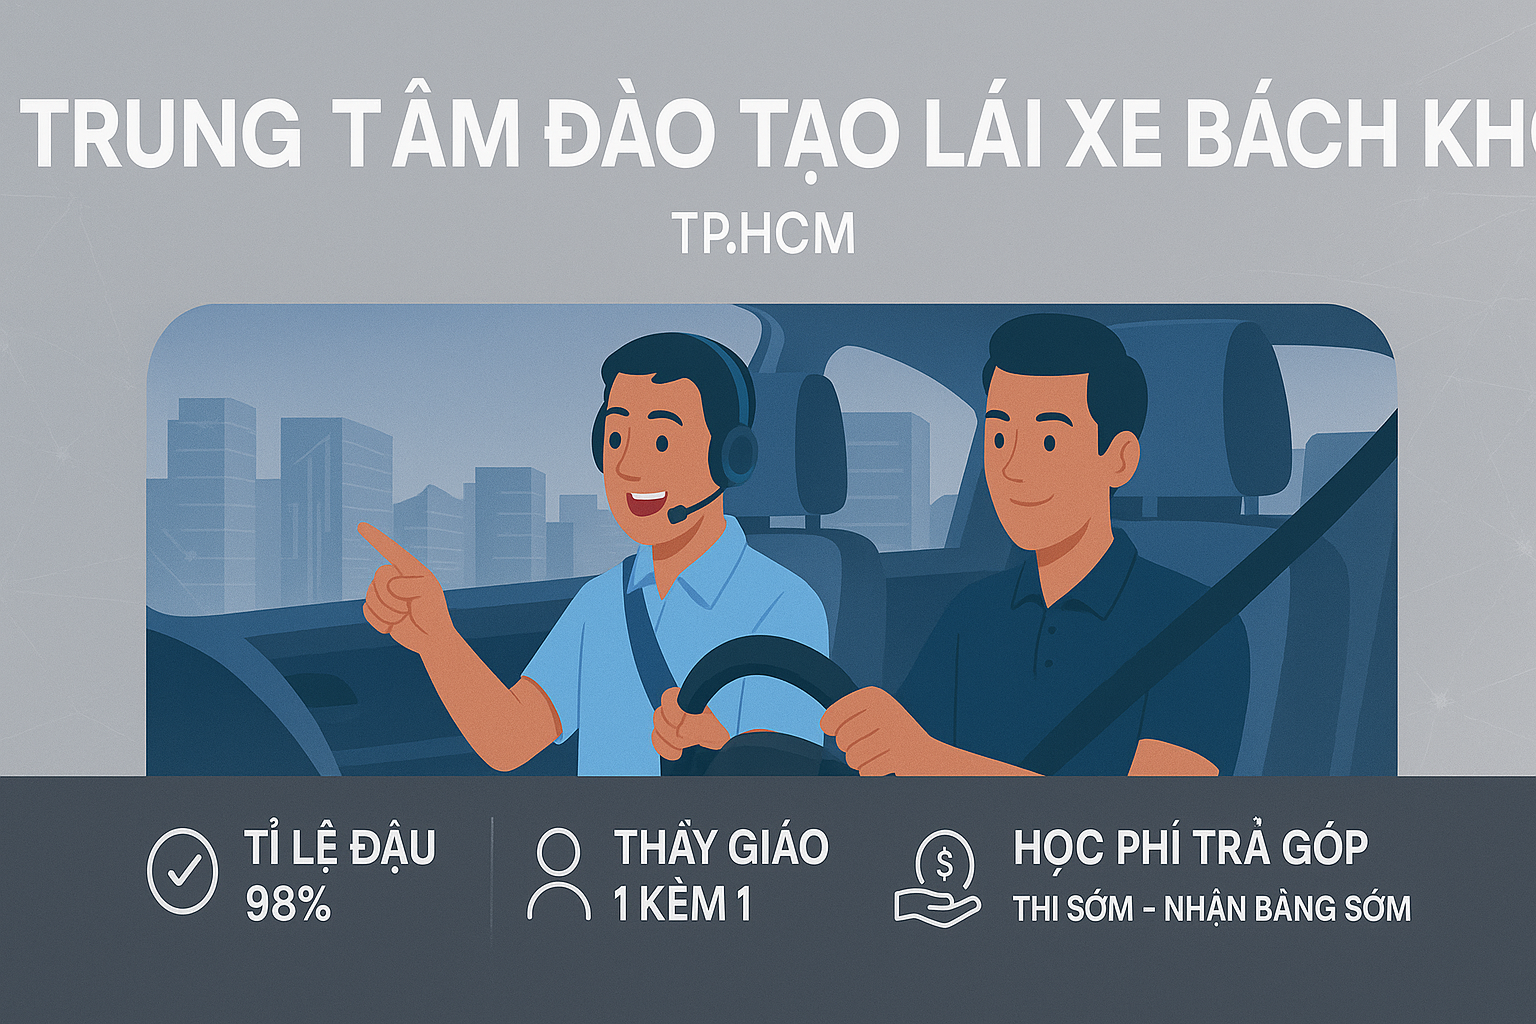 TRUNG TÂM ĐÀO TẠO LÁI XE BÁCH
TP.HCM
TỈ LỆ ĐẬU
98%
THẦY GIÁO
1 KÈM 1
HỌC PHÍ TRẢ GÓP
THI SỚM - NHẬN BẰNG SỚM